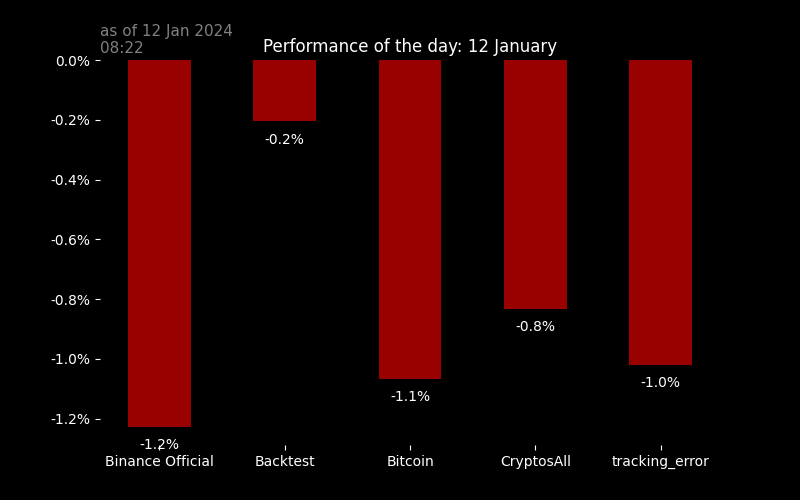 as of 12 Jan 2024
08:22
Performance of the day: 12 January
0.0%
-0.2%
-0.4%
-0.6%
-0.8%
-1.0%
-1.2%
-1.2%
-0.2%
-1.1%
-0.8%
-1.0%
Binance Official
Backtest
Bitcoin
CryptosAll
tracking_error